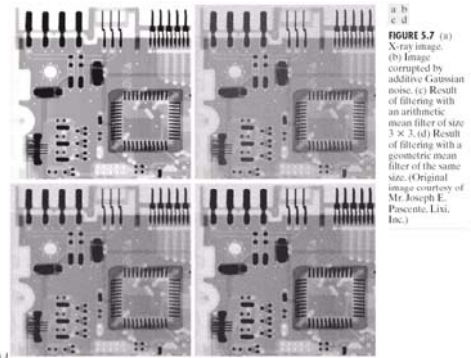 a b
c d
FIGURE 5.7 (a)
X-ray image.
(b) Image
corrupted by
additive Gaussian
noise. (c) Result
of filtering with
an arithmetic
mean filter of size
3 × 3. (d) Result
of filtering with a
geometric mean
filter of the same
size. (Original
image courtesy of
Mr. Joseph E.
Pascente, Lixi,
Inc.)